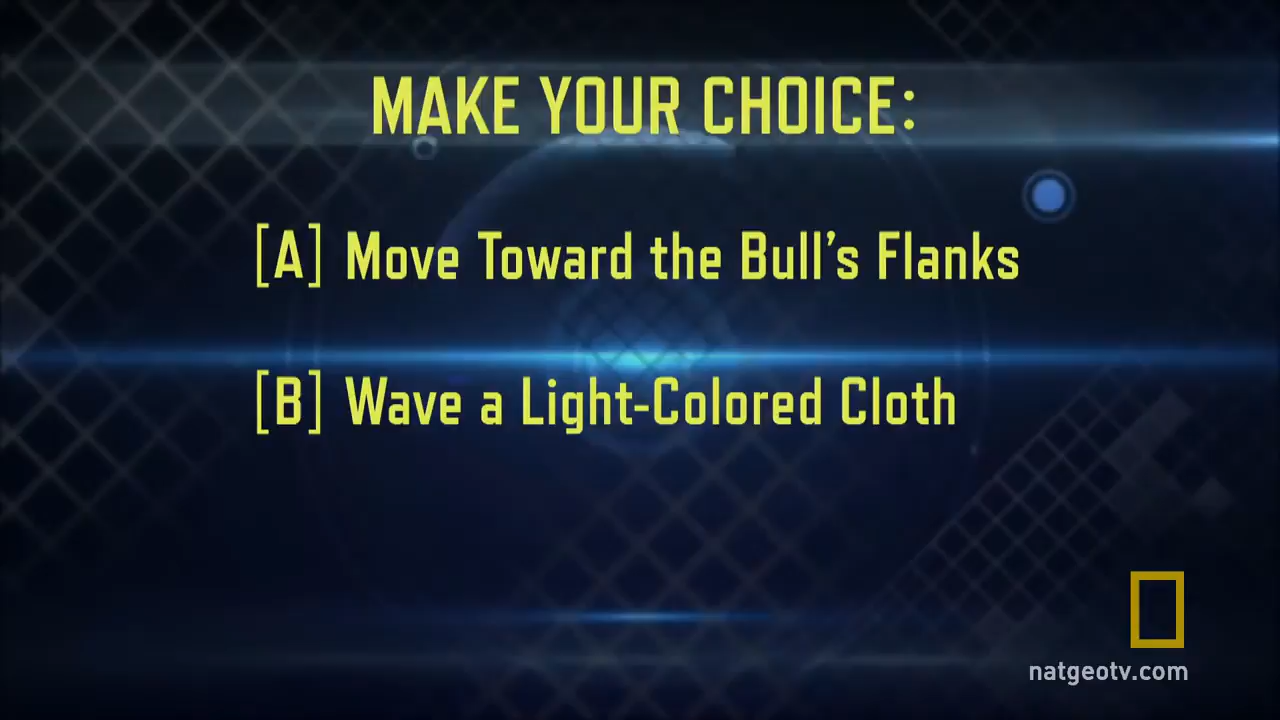 MAKE YOUR CHOICE:
[A] Move Toward the Bull's Flanks
[B] Wave a Light-Colored Cloth
natgeotv.com